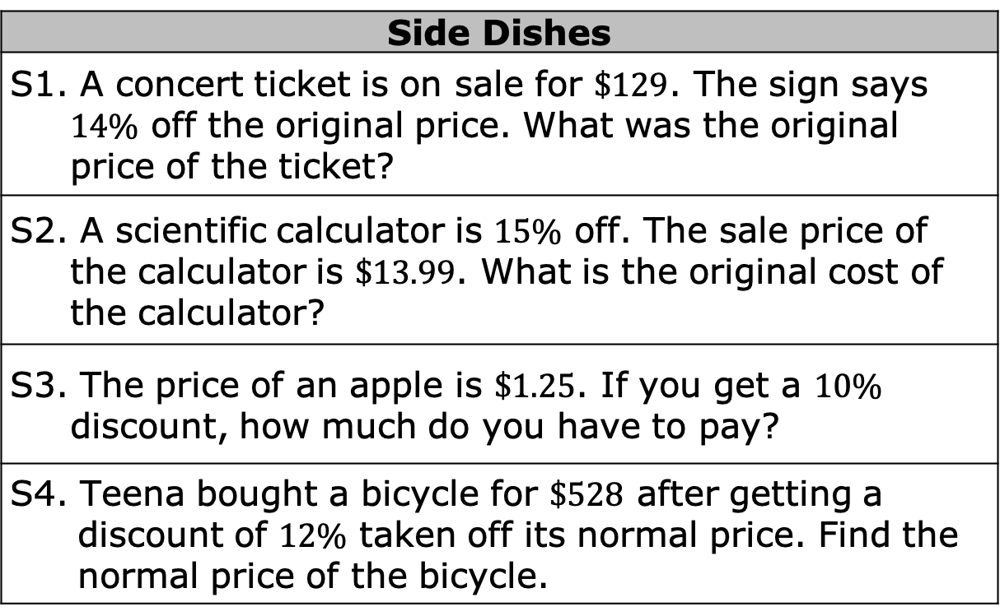 Side Dishes
S1. A concert ticket is on sale for $129. The sign says
14% off the original price. What was the original
price of the ticket?
S2. A scientific calculator is 15% off. The sale price of
the calculator is $13.99. What is the original cost of
the calculator?
S3. The price of an apple is $1.25. If you get a 10%
discount, how much do you have to pay?
S4. Teena bought a bicycle for $528 after getting a
discount of 12% taken off its normal price. Find the
normal price of the bicycle.